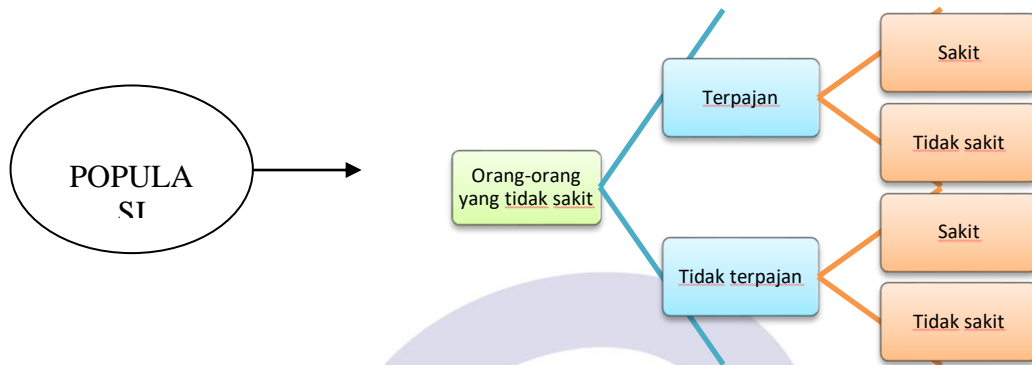 POPULA
SI
Orang-orang
yang tidak sakit
Terpajan
Tidak terpajan
Sakit
Tidak sakit
Sakit
Tidak sakit